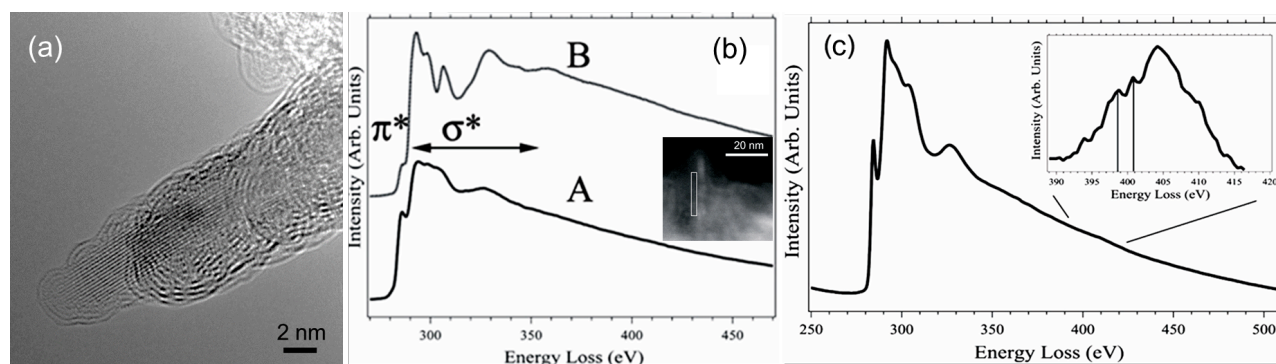 (a)
2 nm
(b)
B
π*
σ*
A
20 nm
Intensity (Arb. Units)
300 350 400 450
Energy Loss (eV)
(c)
Intensity (Arb. Units)
250 300 350 400 450 500
Energy Loss (eV)
Intensity (Arb. Units)
390 395 400 405 410 415 420
Energy Loss (eV)